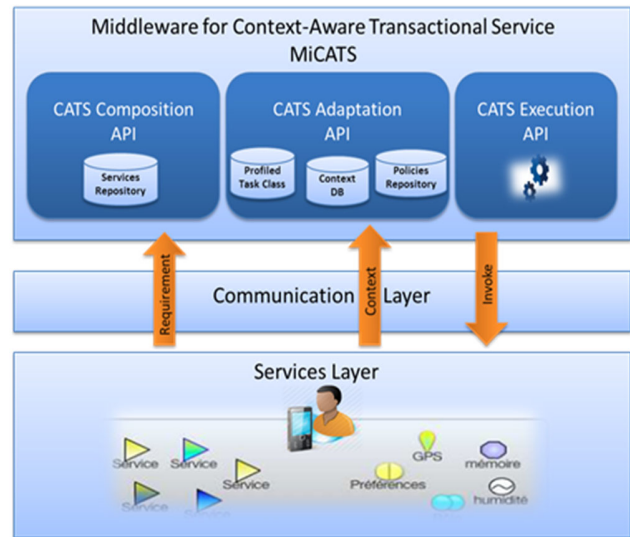 Middleware for Context-Aware Transactional Service
MiCATS
CATS Composition
API
Services
Repository
CATS Adaptation
API
Profiled
Task Class
Context
DB
Policies
Repository
CATS Execution
API
Requirement
Context
Invoke
Communication Layer
Services Layer
Service
Service
Service
Service
Service
GPS
mémoire
Préférences
humidité